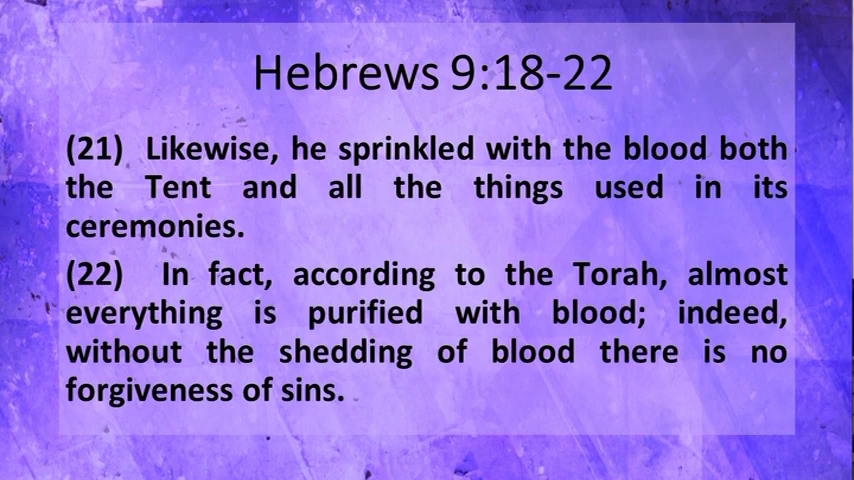 Hebrews 9:18-22
(21) Likewise, he sprinkled with the blood both
the Tent and all the things used in its
ceremonies.
(22) In fact, according to the Torah, almost
everything is purified with blood; indeed,
without the shedding of blood there is no
forgiveness of sins.